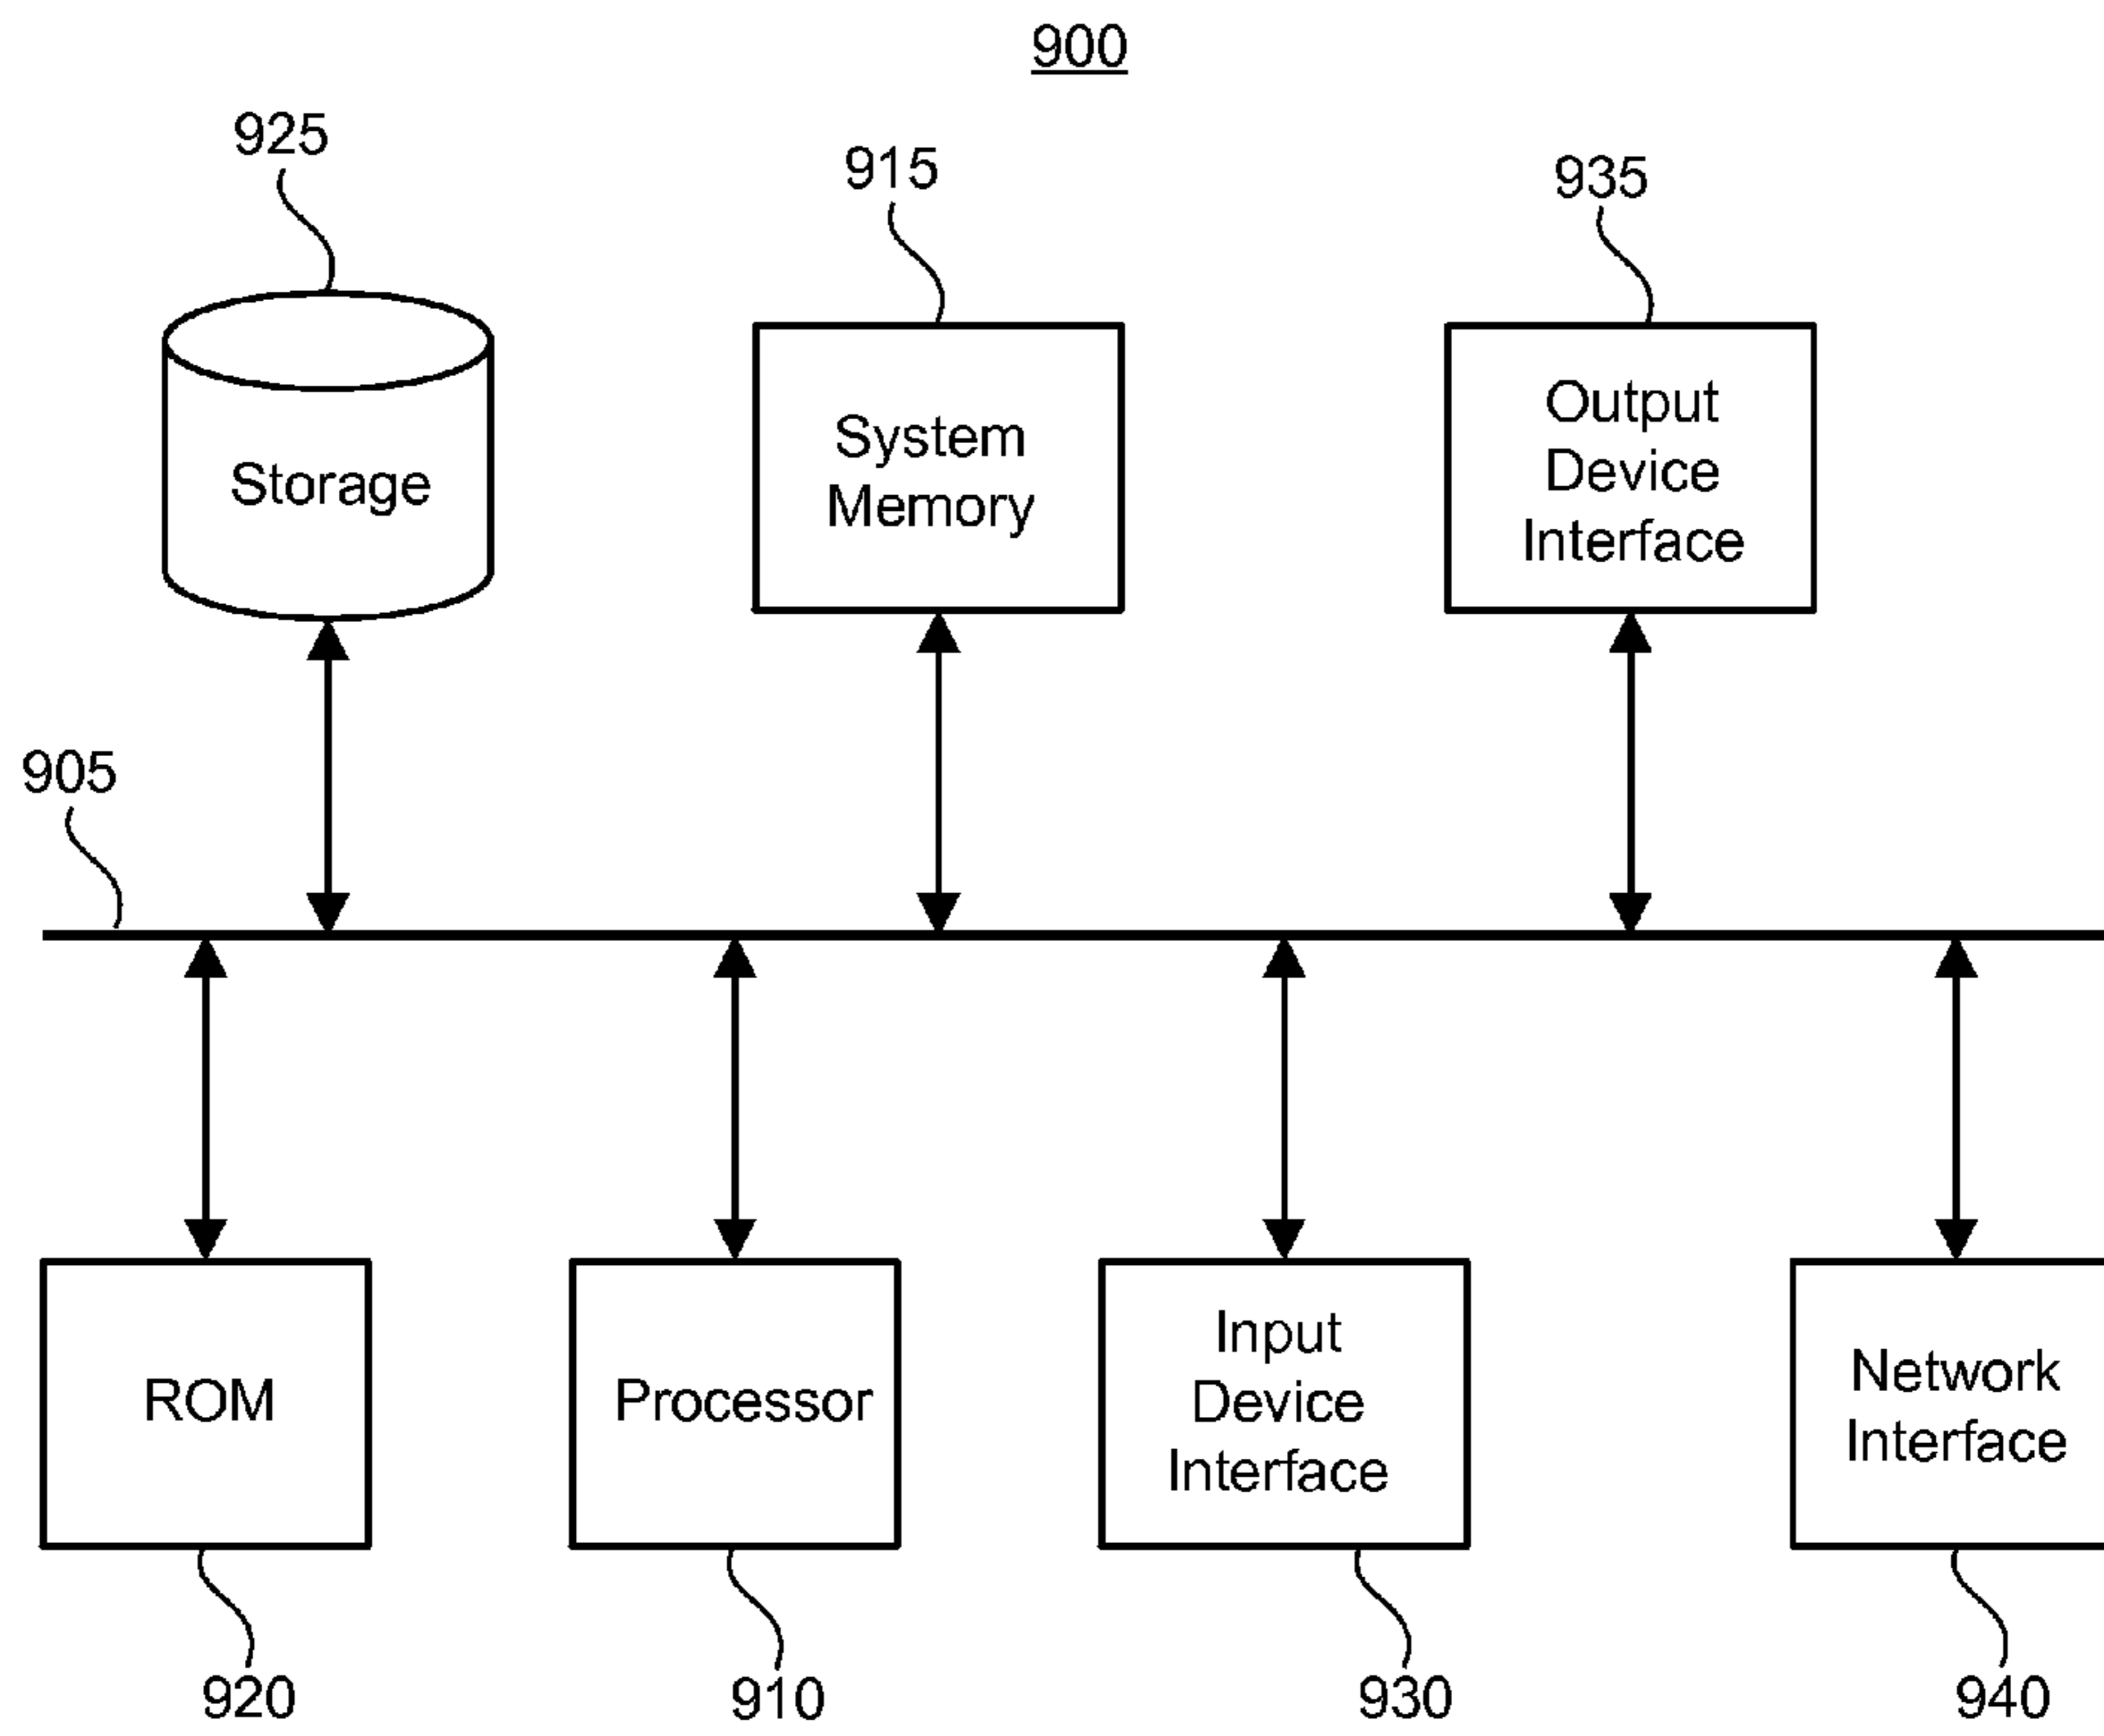 900
925
915
935
Storage
System
Memory
Output
Device
Interface
905
ROM
Processor
Input
Device
Interface
Network
Interface
920
910
930
940